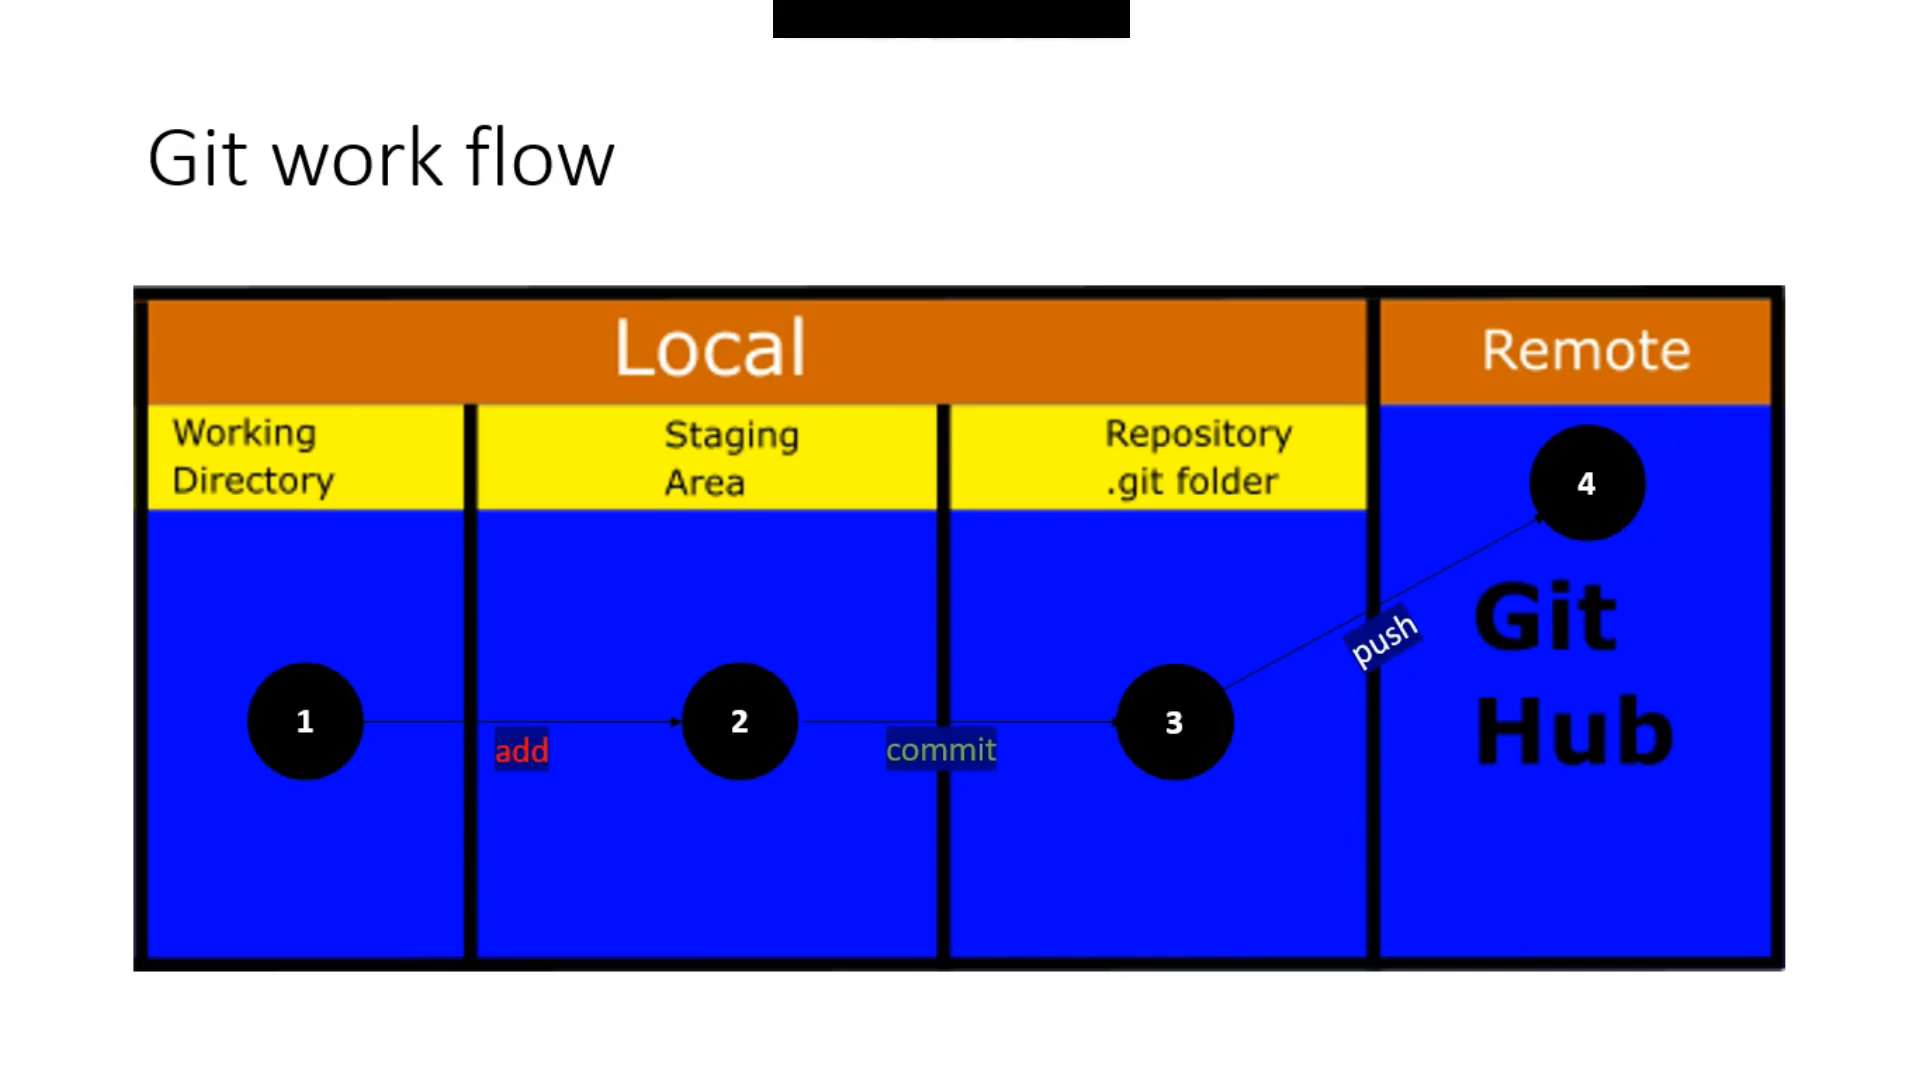 Git work flow
Local
Remote
Working
Directory
Staging
Area
Repository
.git folder
4
Git
Hub
push
1
2
3
add
commit